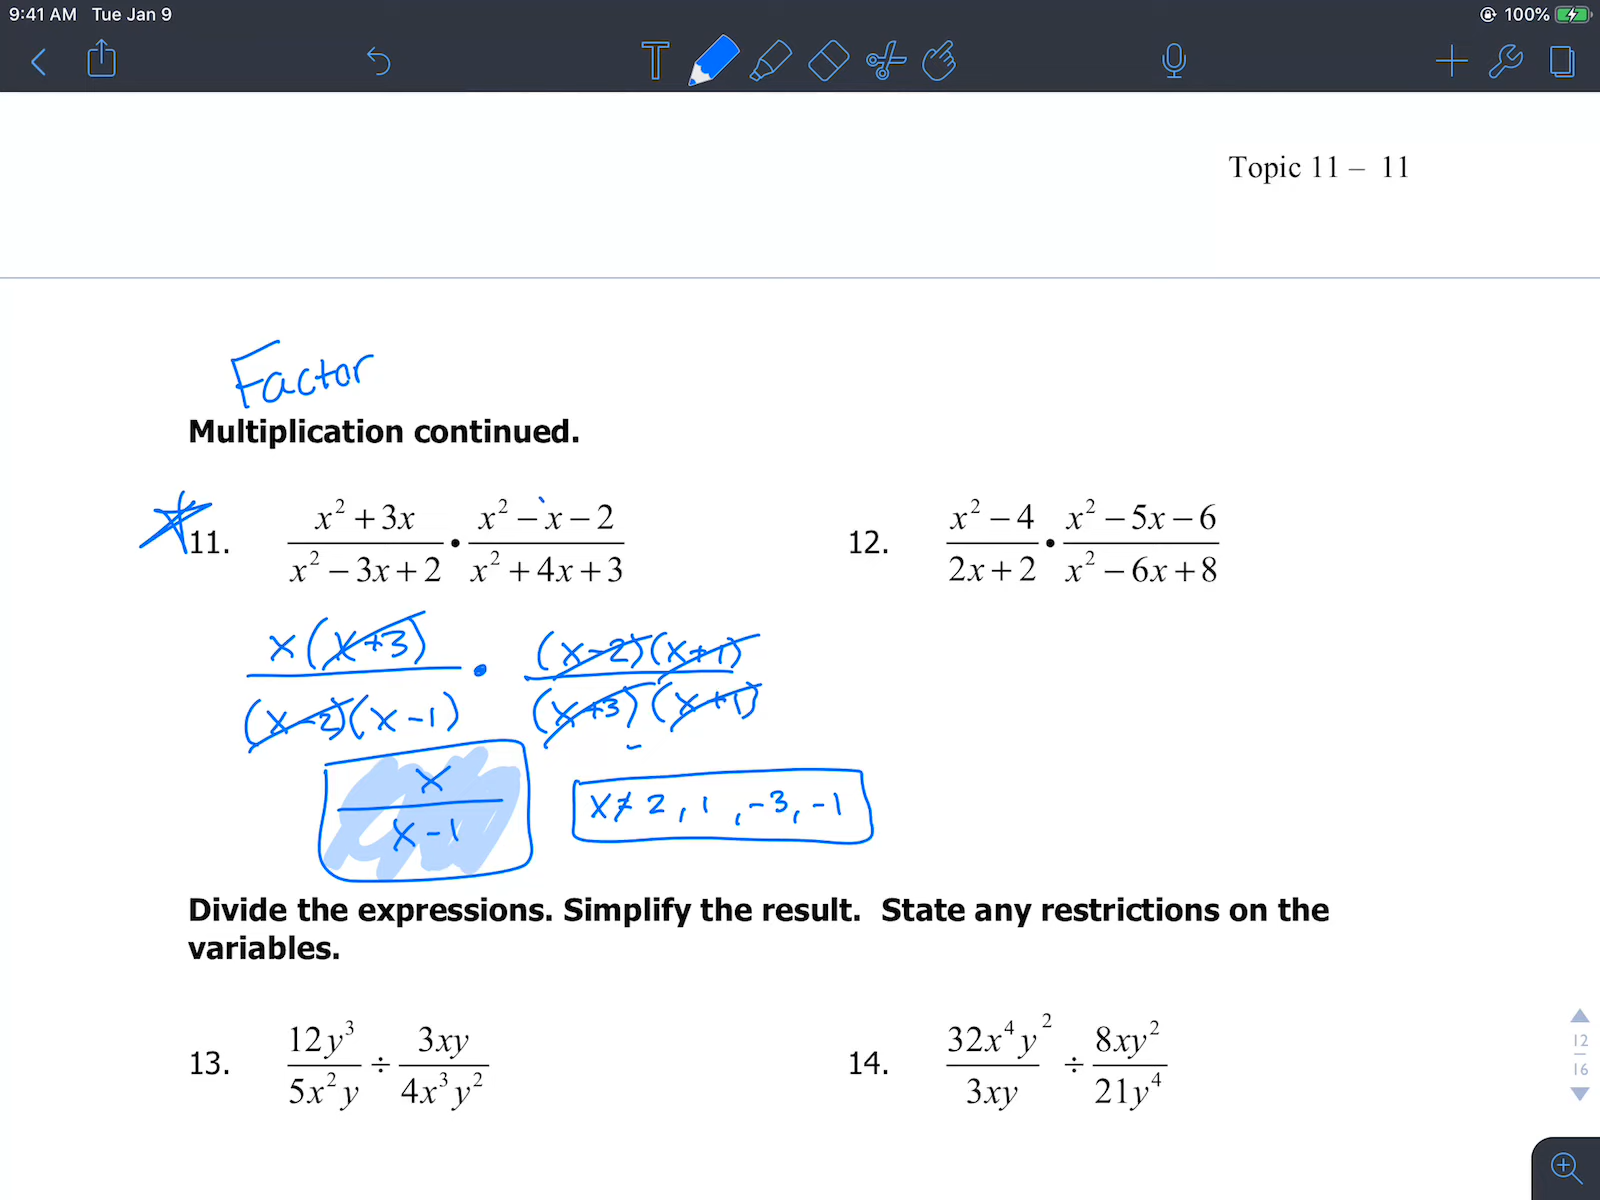 9:41 AM Tue Jan 9 100%
T
Topic 11 – 11
Factor
Multiplication continued.
11. (x² + 3x)/(x² − 3x + 2) • (x² − x − 2)/(x² + 4x + 3)
12. (x² − 4)/(2x + 2) • (x² − 5x − 6)/(x² − 6x + 8)
x(x+3)/(x−2)(x−1) • (x−2)(x+1)/(x+3)(x+1)
x/(x−1)
x ≠ 2, 1, −3, −1
Divide the expressions. Simplify the result. State any restrictions on the
variables.
13. 12y³/5x²y ÷ 3xy/4x³y²
14. 32x⁴y²/3xy ÷ 8xy²/21y⁴
12
16